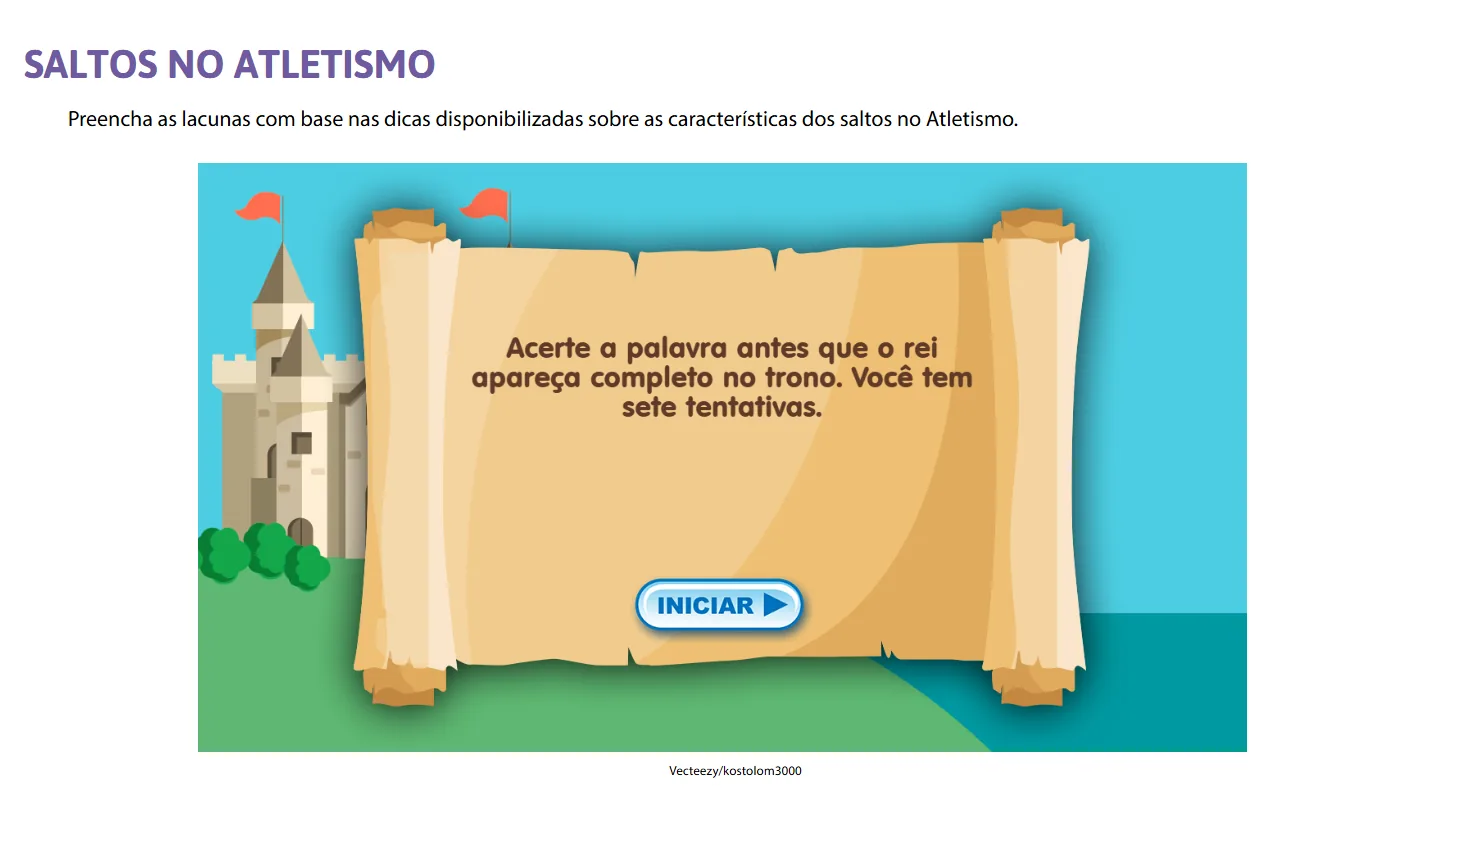 SALTOS NO ATLETISMO
Preencha as lacunas com base nas dicas disponibilizadas sobre as características dos saltos no Atletismo.
Acerte a palavra antes que o rei
apareça completo no trono. Você tem
sete tentativas.
INICIAR
Vecteezy/kostolom3000